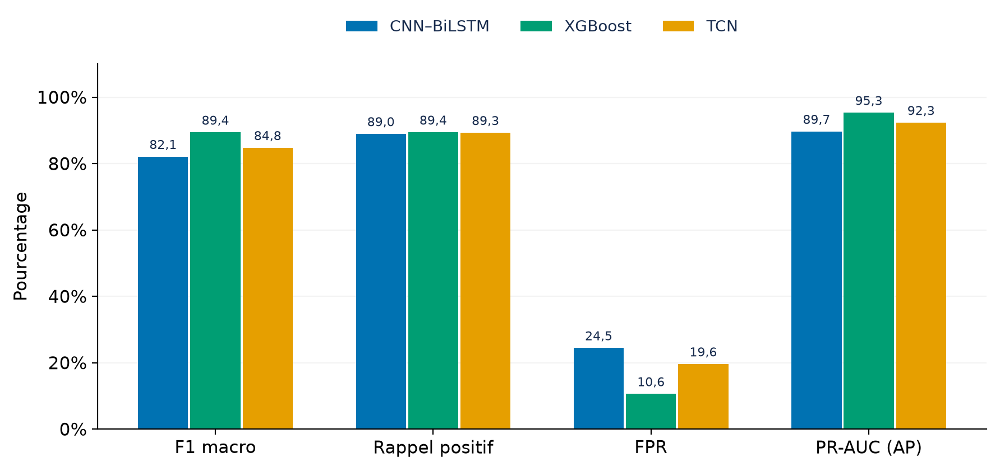 CNN–BiLSTM XGBoost TCN
Pourcentage
100%
80%
60%
40%
20%
0%
82,1 89,4 84,8
89,0 89,4 89,3
24,5 10,6 19,6
89,7 95,3 92,3
F1 macro Rappel positif FPR PR-AUC (AP)